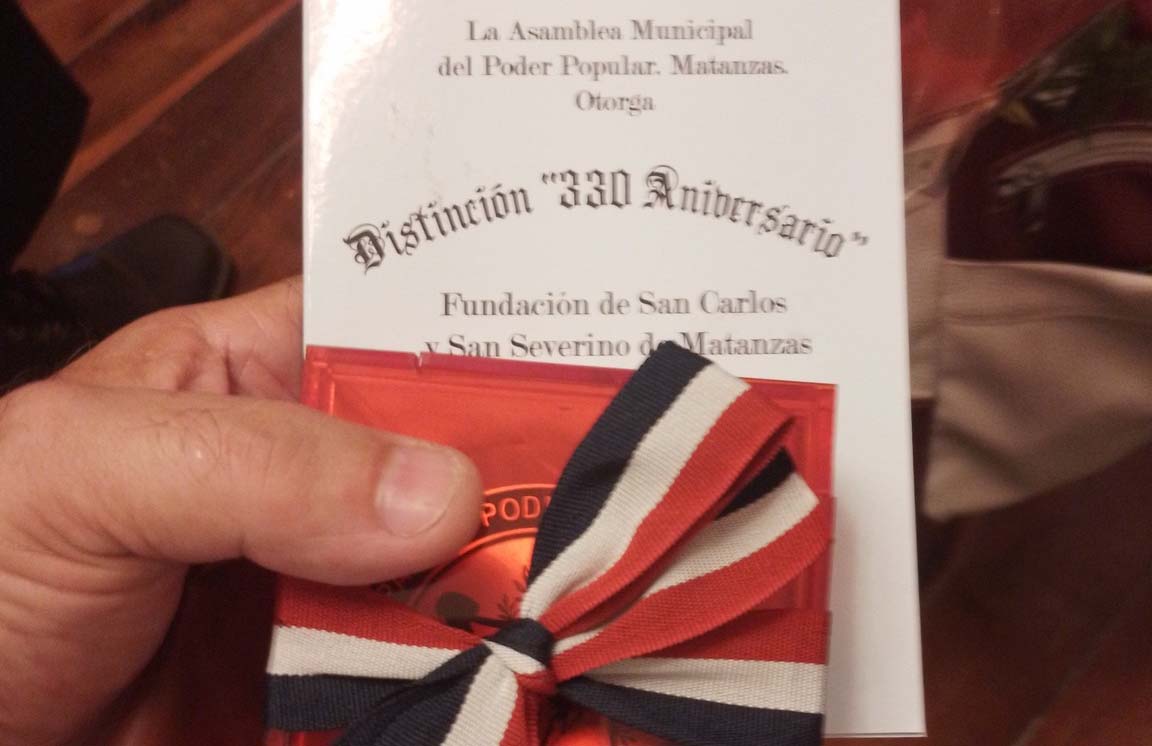 La Asamblea Municipal
del Poder Popular. Matanzas.
Otorga
Distinción "330 Aniversario"
Fundación de San Carlos
y San Severino de Matanzas